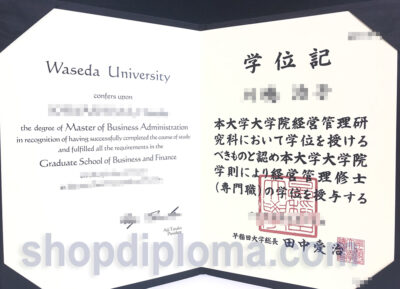 Waseda University
confers upon
the degree of Master of Business Administration
in recognition of having successfully completed the course of study
and fulfilled all the requirements in the
Graduate School of Business and Finance
President
学位記
本大学大学院経営管理研
究科において学位を授ける
べきものと認め本大学大学院
学則により経営管理修士
(専門職)の学位を授与する
早稲田大学総長 田中愛治
shopdiploma.com